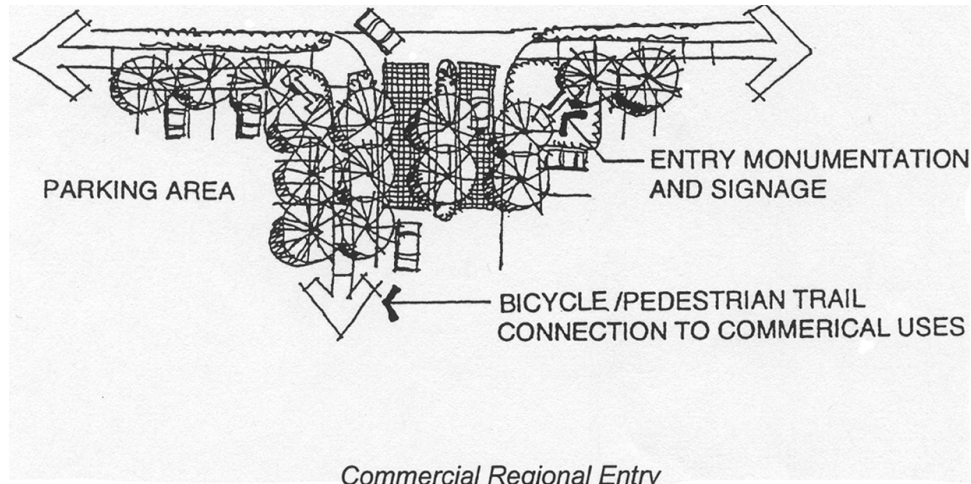 ENTRY MONUMENTATION
AND SIGNAGE
PARKING AREA
BICYCLE/PEDESTRIAN TRAIL
CONNECTION TO COMMERICAL USES
Commercial Regional Entry